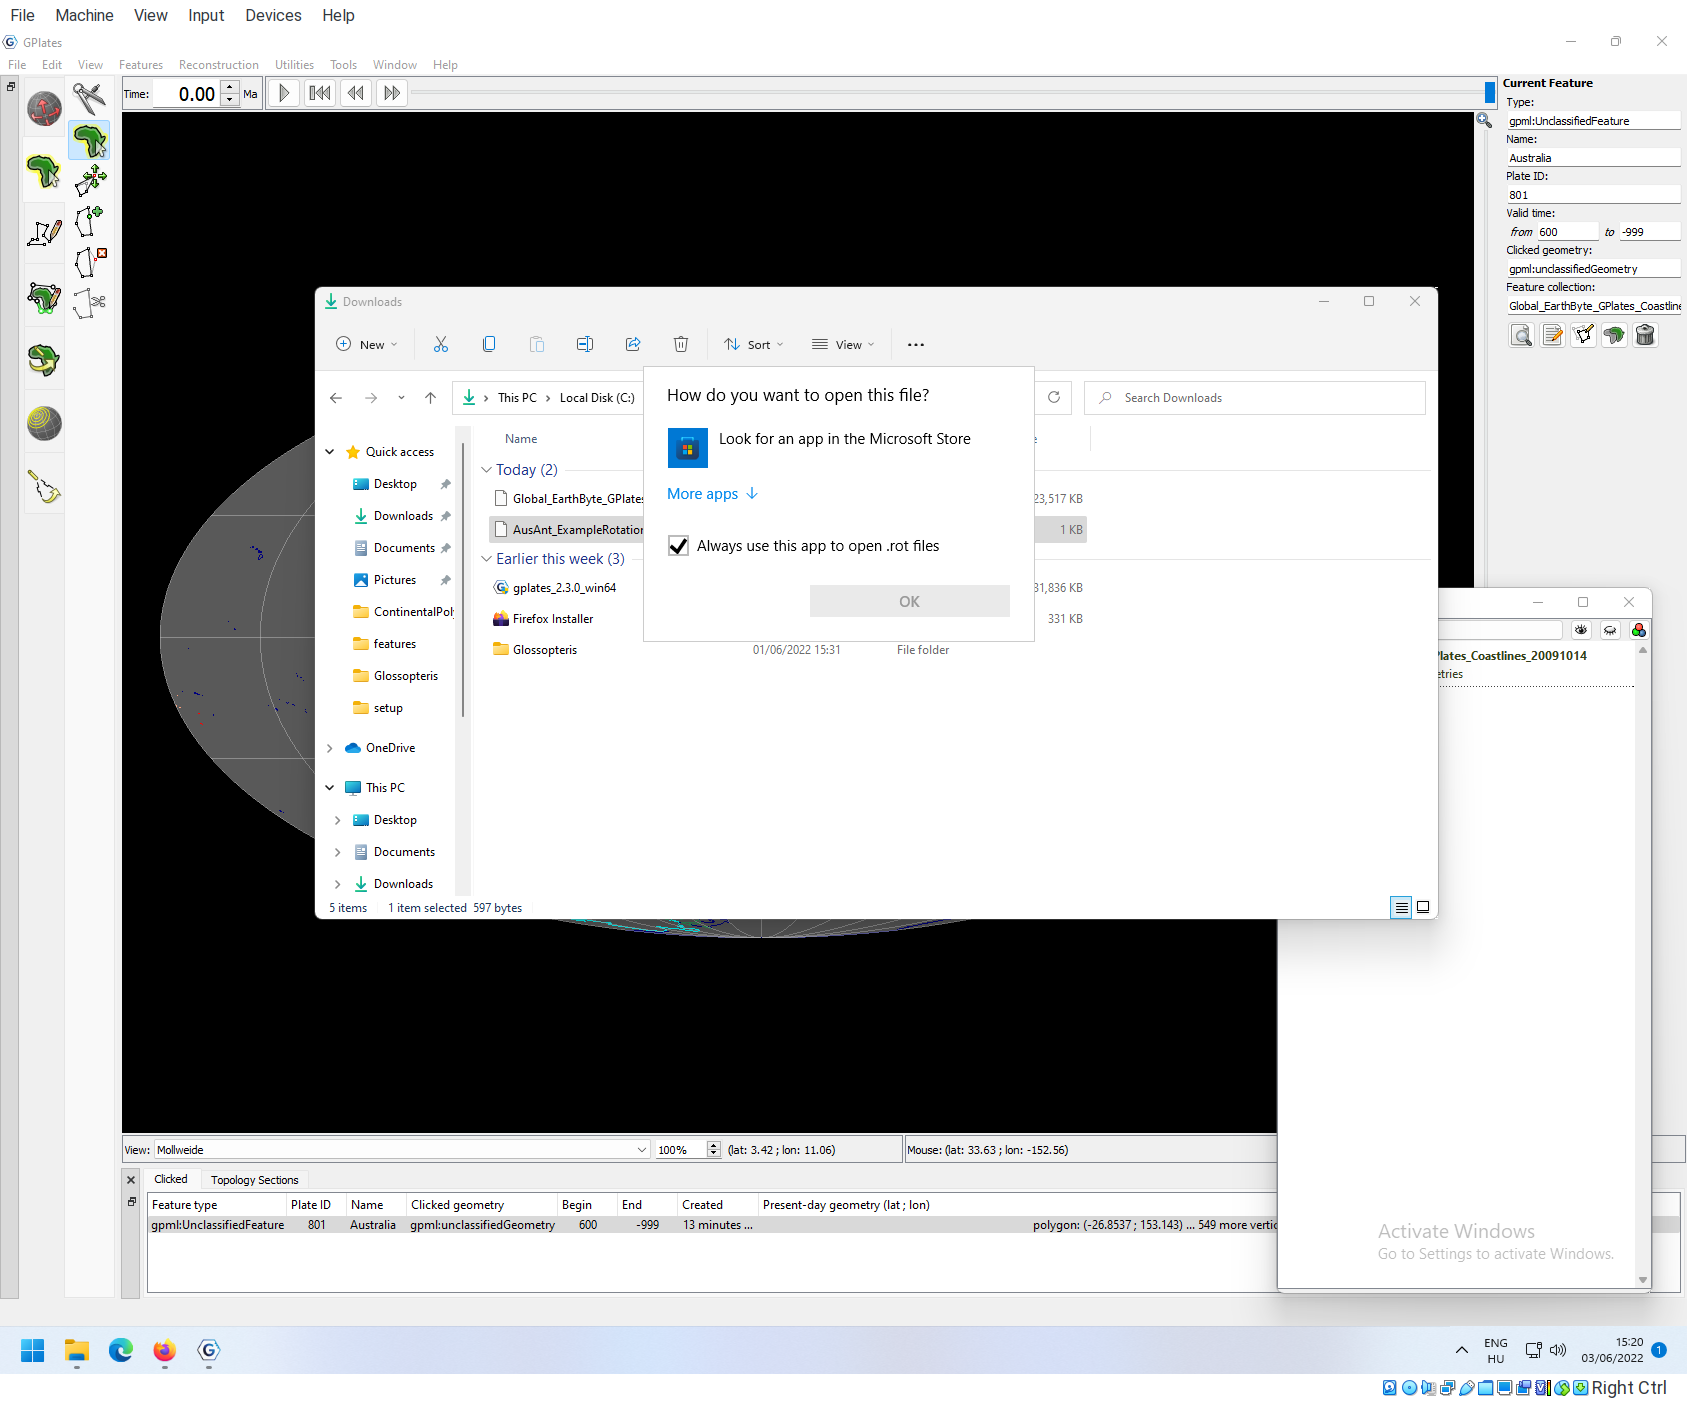 File Machine View Input Devices Help
GPlates
File Edit View Features Reconstruction Utilities Tools Window Help
Time: 0.00 Ma
Current Feature
Type:
gpml:UnclassifiedFeature
Name:
Australia
Plate ID:
801
Valid time:
from 600 to -999
Clicked geometry:
gpml:unclassifiedGeometry
Feature collection:
Global_EarthByte_GPlates_Coastline
Downloads
New Sort View
This PC Local Disk (C:) Search Downloads
Quick access
Desktop
Downloads
Documents
Pictures
ContinentalPoly
features
Glossopteris
setup
OneDrive
This PC
Desktop
Documents
Downloads
Name
Today (2)
Global_EarthByte_GPlates 23,517 KB
AusAnt_ExampleRotation 1 KB
Earlier this week (3)
gplates_2.3.0_win64 31,836 KB
Firefox Installer 331 KB
Glossopteris 01/06/2022 15:31 File folder
5 items 1 item selected 597 bytes
How do you want to open this file?
Look for an app in the Microsoft Store
More apps
Always use this app to open .rot files
OK
Plates_Coastlines_20091014
etries
View: Mollweide 100% (lat: 3.42 ; lon: 11.06) Mouse: (lat: 33.63 ; lon: -152.56)
Clicked Topology Sections
Feature type Plate ID Name Clicked geometry Begin End Created Present-day geometry (lat ; lon)
gpml:UnclassifiedFeature 801 Australia gpml:unclassifiedGeometry 600 -999 13 minutes ... polygon: (-26.8537 ; 153.143) ... 549 more vertic
Activate Windows
Go to Settings to activate Windows.
ENG
HU
15:20
03/06/2022
1
Right Ctrl